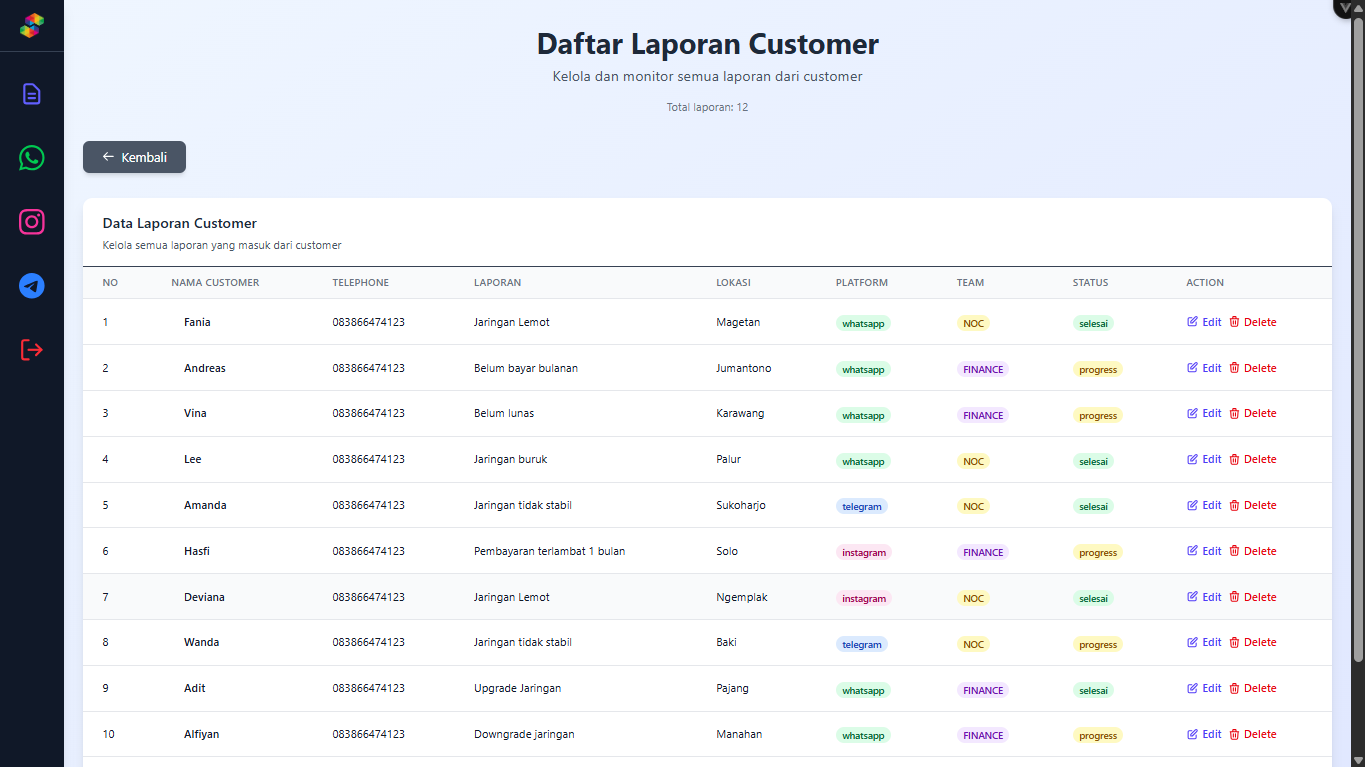 Daftar Laporan Customer
Kelola dan monitor semua laporan dari customer
Total laporan: 12
Kembali
Data Laporan Customer
Kelola semua laporan yang masuk dari customer
NO NAMA CUSTOMER TELEPHONE LAPORAN LOKASI PLATFORM TEAM STATUS ACTION
1 Fania 083866474123 Jaringan Lemot Magetan whatsapp NOC selesai Edit Delete
2 Andreas 083866474123 Belum bayar bulanan Jumantono whatsapp FINANCE progress Edit Delete
3 Vina 083866474123 Belum lunas Karawang whatsapp FINANCE progress Edit Delete
4 Lee 083866474123 Jaringan buruk Palur whatsapp NOC selesai Edit Delete
5 Amanda 083866474123 Jaringan tidak stabil Sukoharjo telegram NOC selesai Edit Delete
6 Hasfi 083866474123 Pembayaran terlambat 1 bulan Solo instagram FINANCE progress Edit Delete
7 Deviana 083866474123 Jaringan Lemot Ngemplak instagram NOC selesai Edit Delete
8 Wanda 083866474123 Jaringan tidak stabil Baki telegram NOC progress Edit Delete
9 Adit 083866474123 Upgrade Jaringan Pajang whatsapp FINANCE selesai Edit Delete
10 Alfiyan 083866474123 Downgrade jaringan Manahan whatsapp FINANCE progress Edit Delete